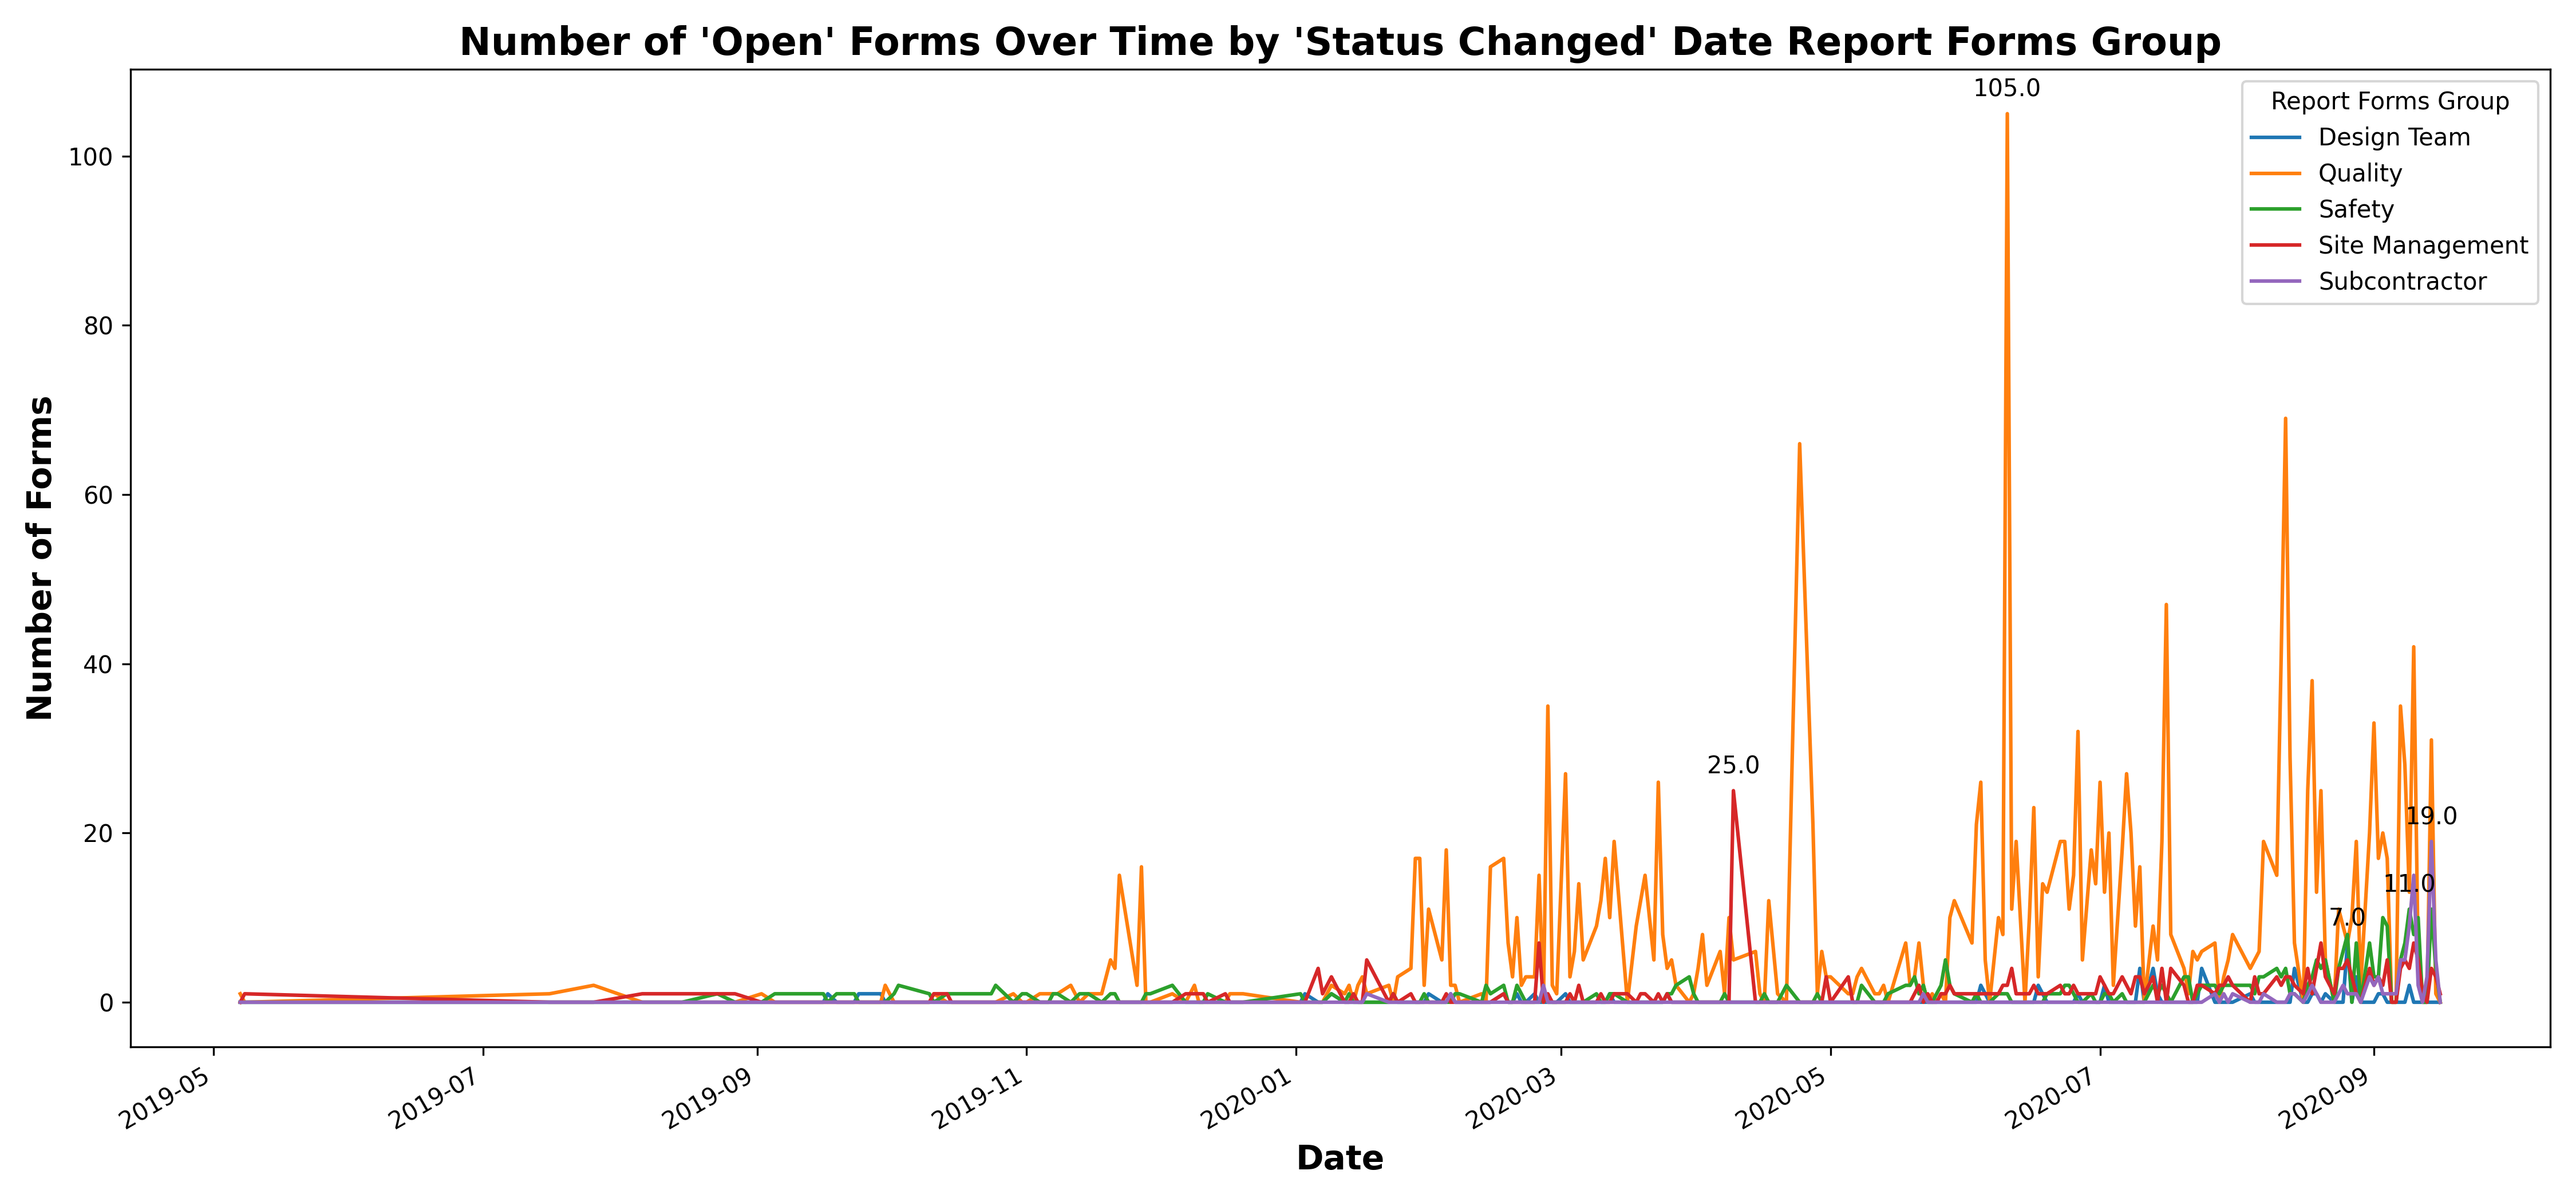 Number of 'Open' Forms Over Time by 'Status Changed' Date Report Forms Group
Number of Forms
100
80
60
40
20
0
105.0
25.0
19.0
11.0
7.0
Report Forms Group
Design Team
Quality
Safety
Site Management
Subcontractor
2019-05
2019-07
2019-09
2019-11
2020-01
2020-03
2020-05
2020-07
2020-09
Date